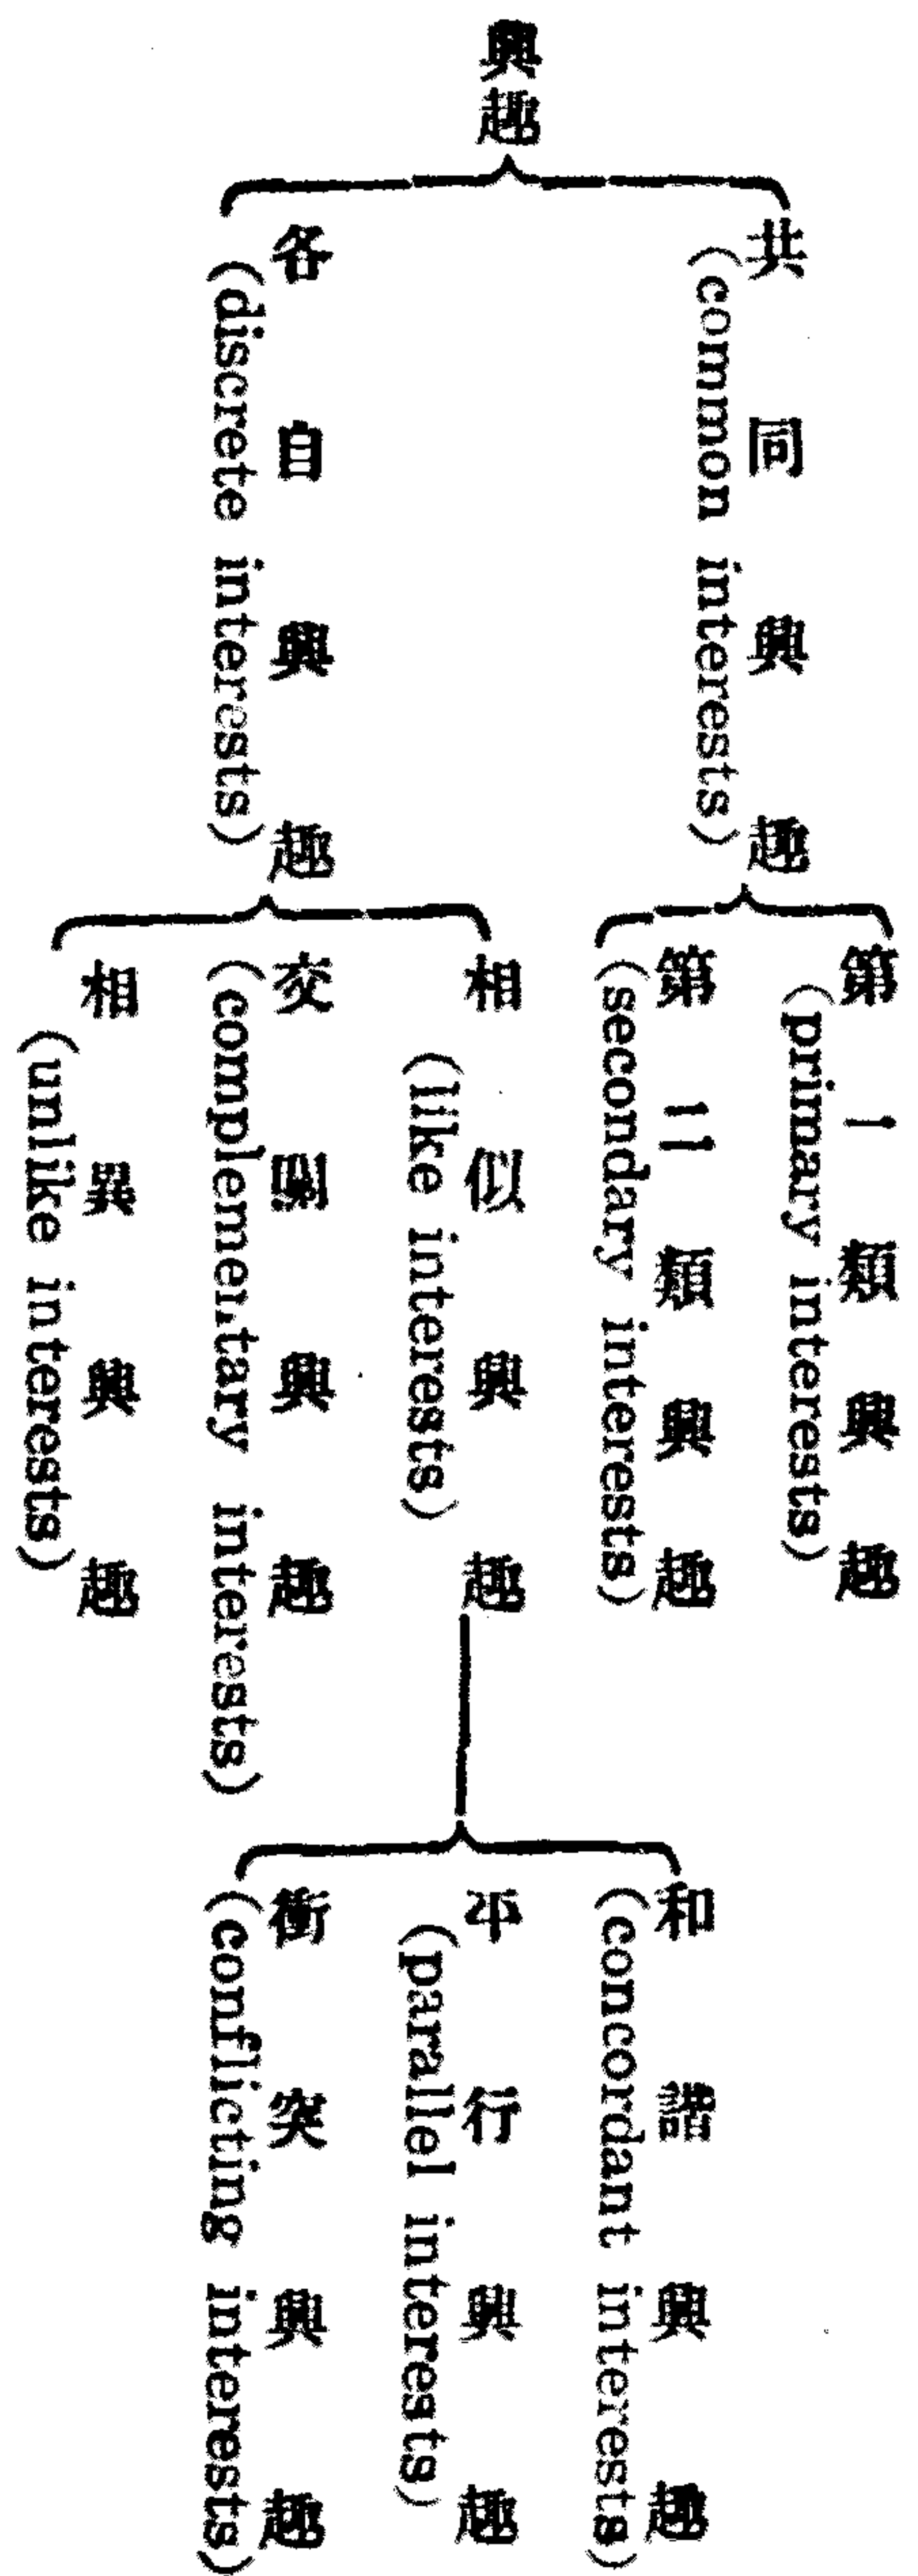 興趣
共同興趣
(common interests)
第一類興趣
(primary interests)
第二類興趣
(secondary interests)
各自興趣
(discrete interests)
相似興趣
(like interests)
和諧興趣
(concordant interests)
平行興趣
(parallel interests)
衝突興趣
(conflicting interests)
交關興趣
(complementary interests)
相異興趣
(unlike interests)